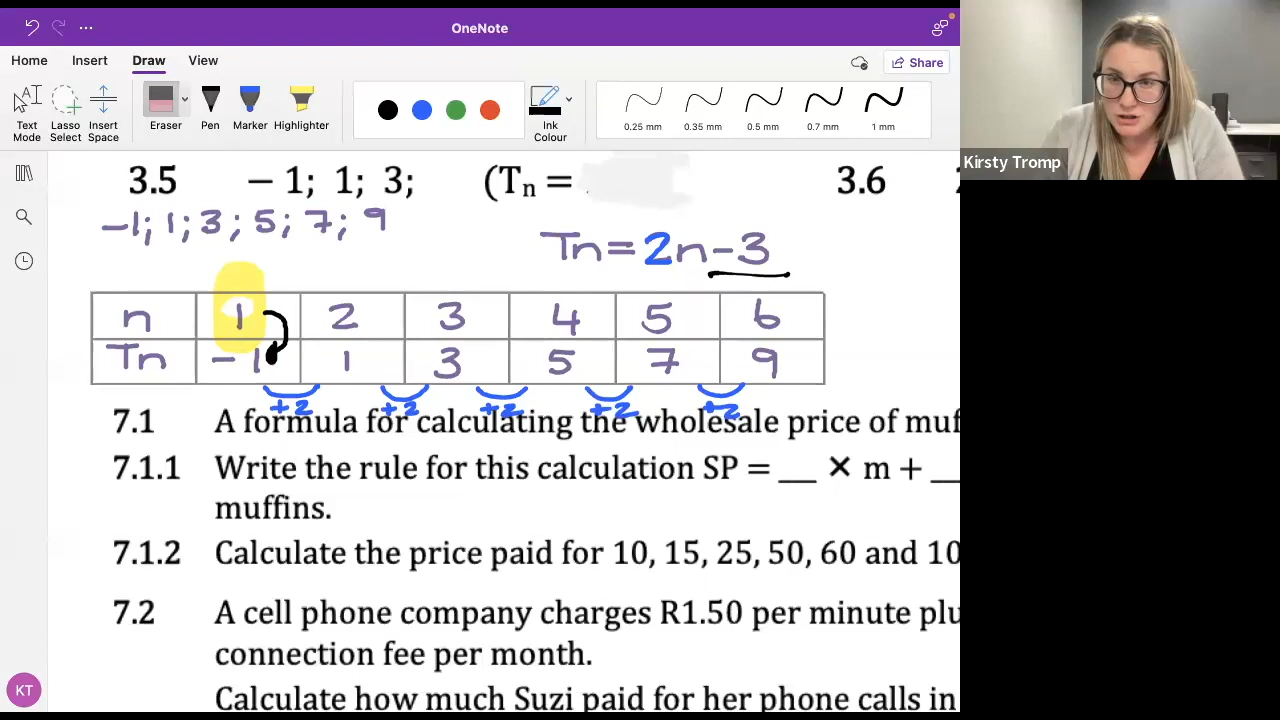 OneNote
Home Insert Draw View
Share
Text Mode
Lasso Select
Insert Space
Eraser
Pen
Marker
Highlighter
Ink Colour
0.25 mm 0.35 mm 0.5 mm 0.7 mm 1 mm
Kirsty Tromp
3.5 – 1; 1; 3; (Tn = 3.6
-1; 1; 3; 5; 7; 9
Tn = 2n - 3
n 1 2 3 4 5 6
Tn -1 1 3 5 7 9
+2 +2 +2 +2 +2
7.1 A formula for calculating the wholesale price of muf
7.1.1 Write the rule for this calculation SP = __ × m + __
muffins.
7.1.2 Calculate the price paid for 10, 15, 25, 50, 60 and 10
7.2 A cell phone company charges R1.50 per minute plu
connection fee per month.
Calculate how much Suzi paid for her phone calls in
KT